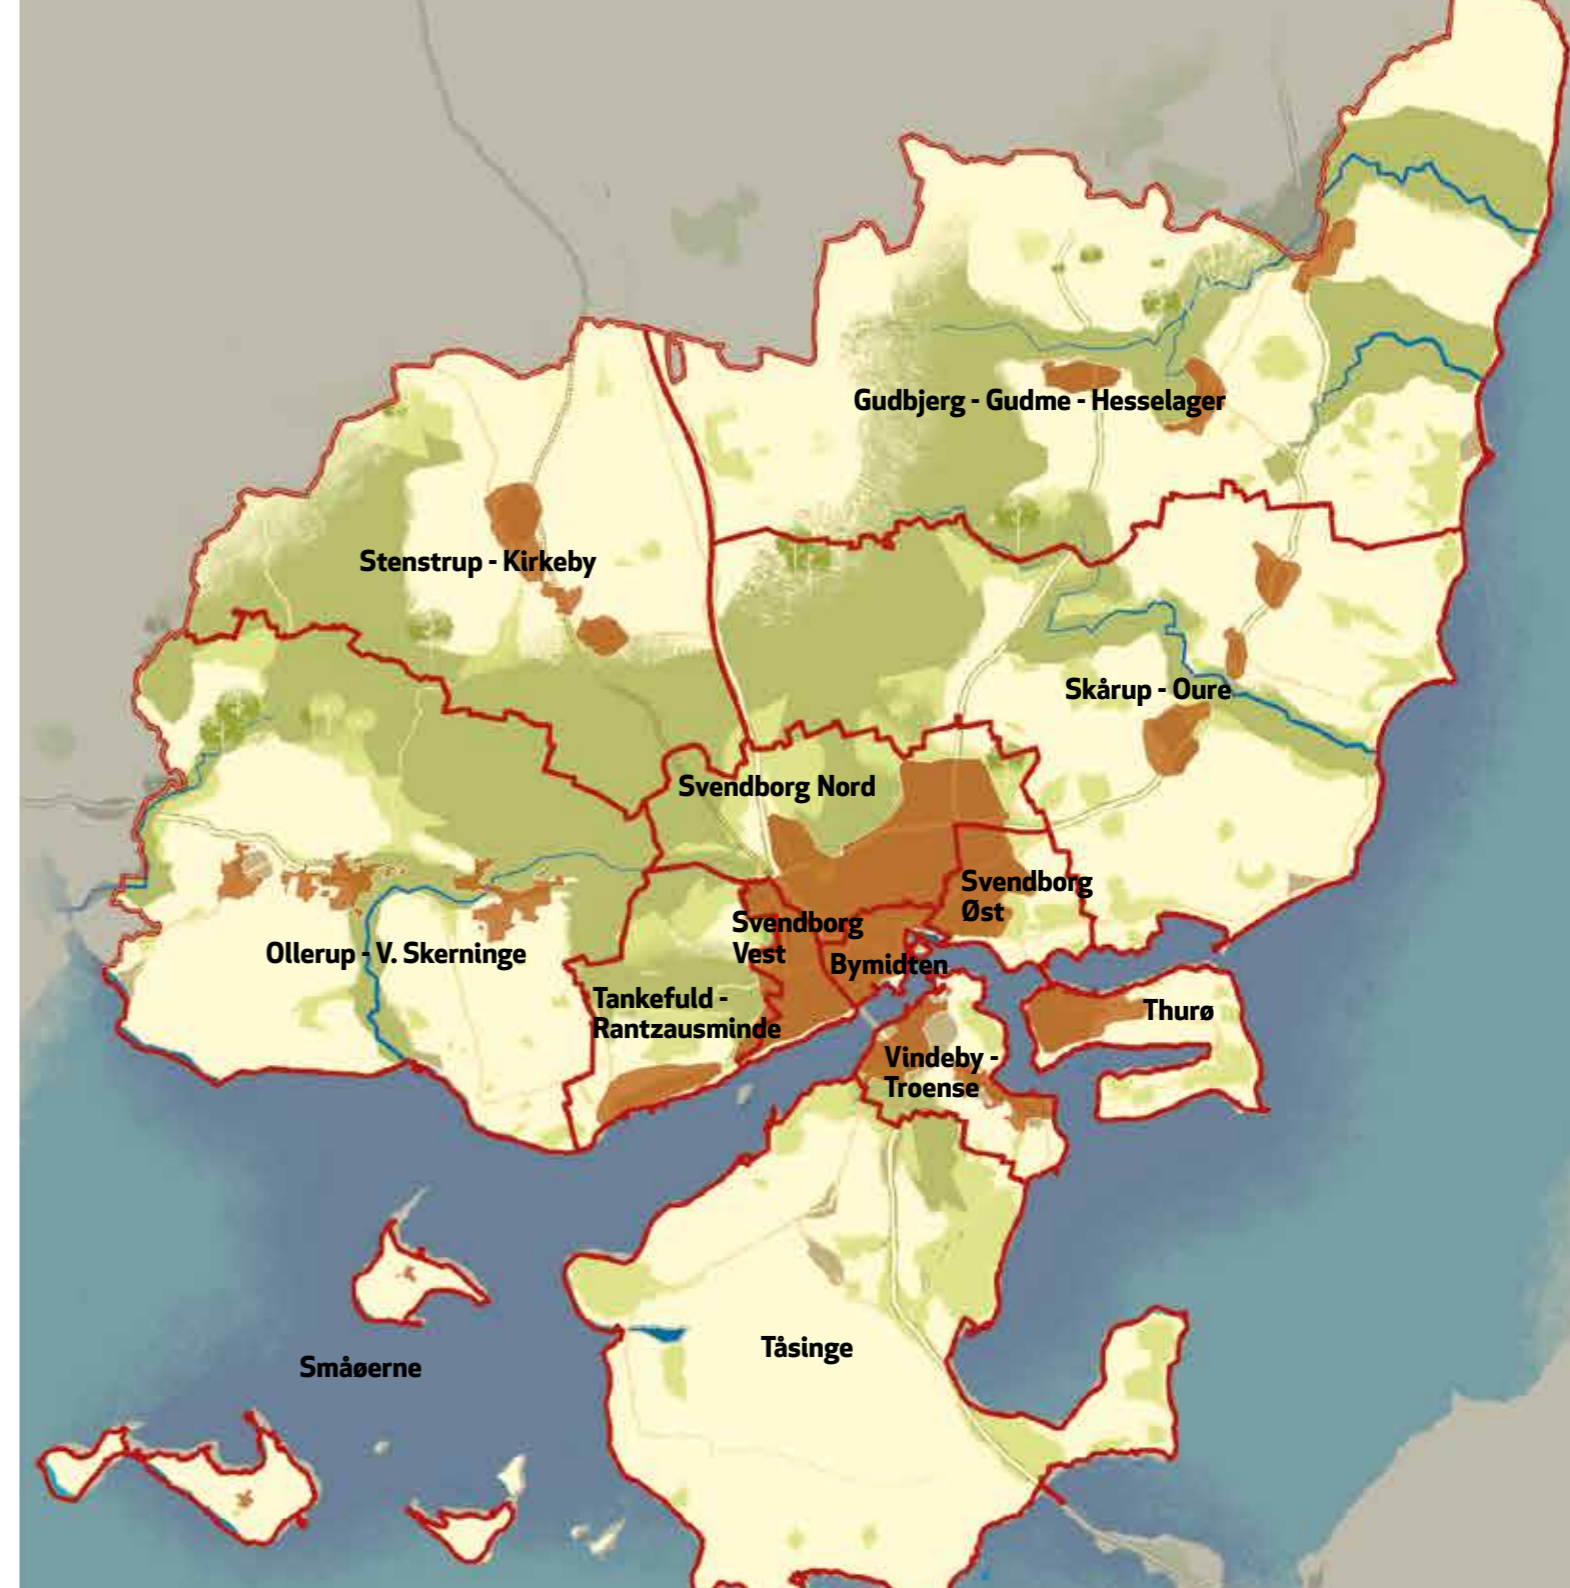 Gudbjerg - Gudme - Hesselager
Stenstrup - Kirkeby
Skårup - Oure
Svendborg Nord
Svendborg
Øst
Svendborg
Vest
Bymidten
Ollerup - V. Skerninge
Tankefuld -
Rantzausminde
Thurø
Vindeby -
Troense
Tåsinge
Småøerne